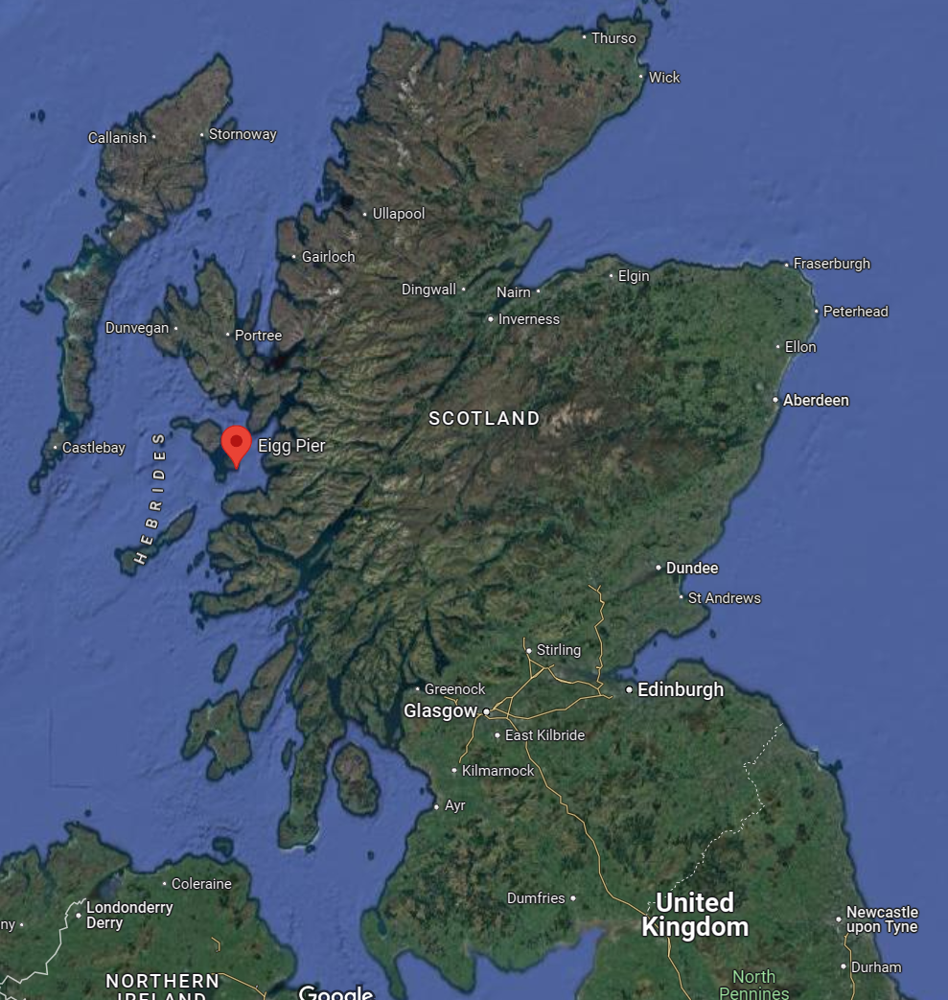 Thurso
Wick
Callanish
Stornoway
Ullapool
Gairloch
Fraserburgh
Elgin
Dingwall
Nairn
Peterhead
Inverness
Dunvegan
Portree
Ellon
Aberdeen
SCOTLAND
Eigg Pier
Castlebay
HEBRIDES
Dundee
St Andrews
Stirling
Greenock
Edinburgh
Glasgow
East Kilbride
Kilmarnock
Ayr
Coleraine
Dumfries
United
Kingdom
Londonderry
Derry
ny
Newcastle
upon Tyne
Durham
NORTHERN
IRELAND
North
Pennines
Google